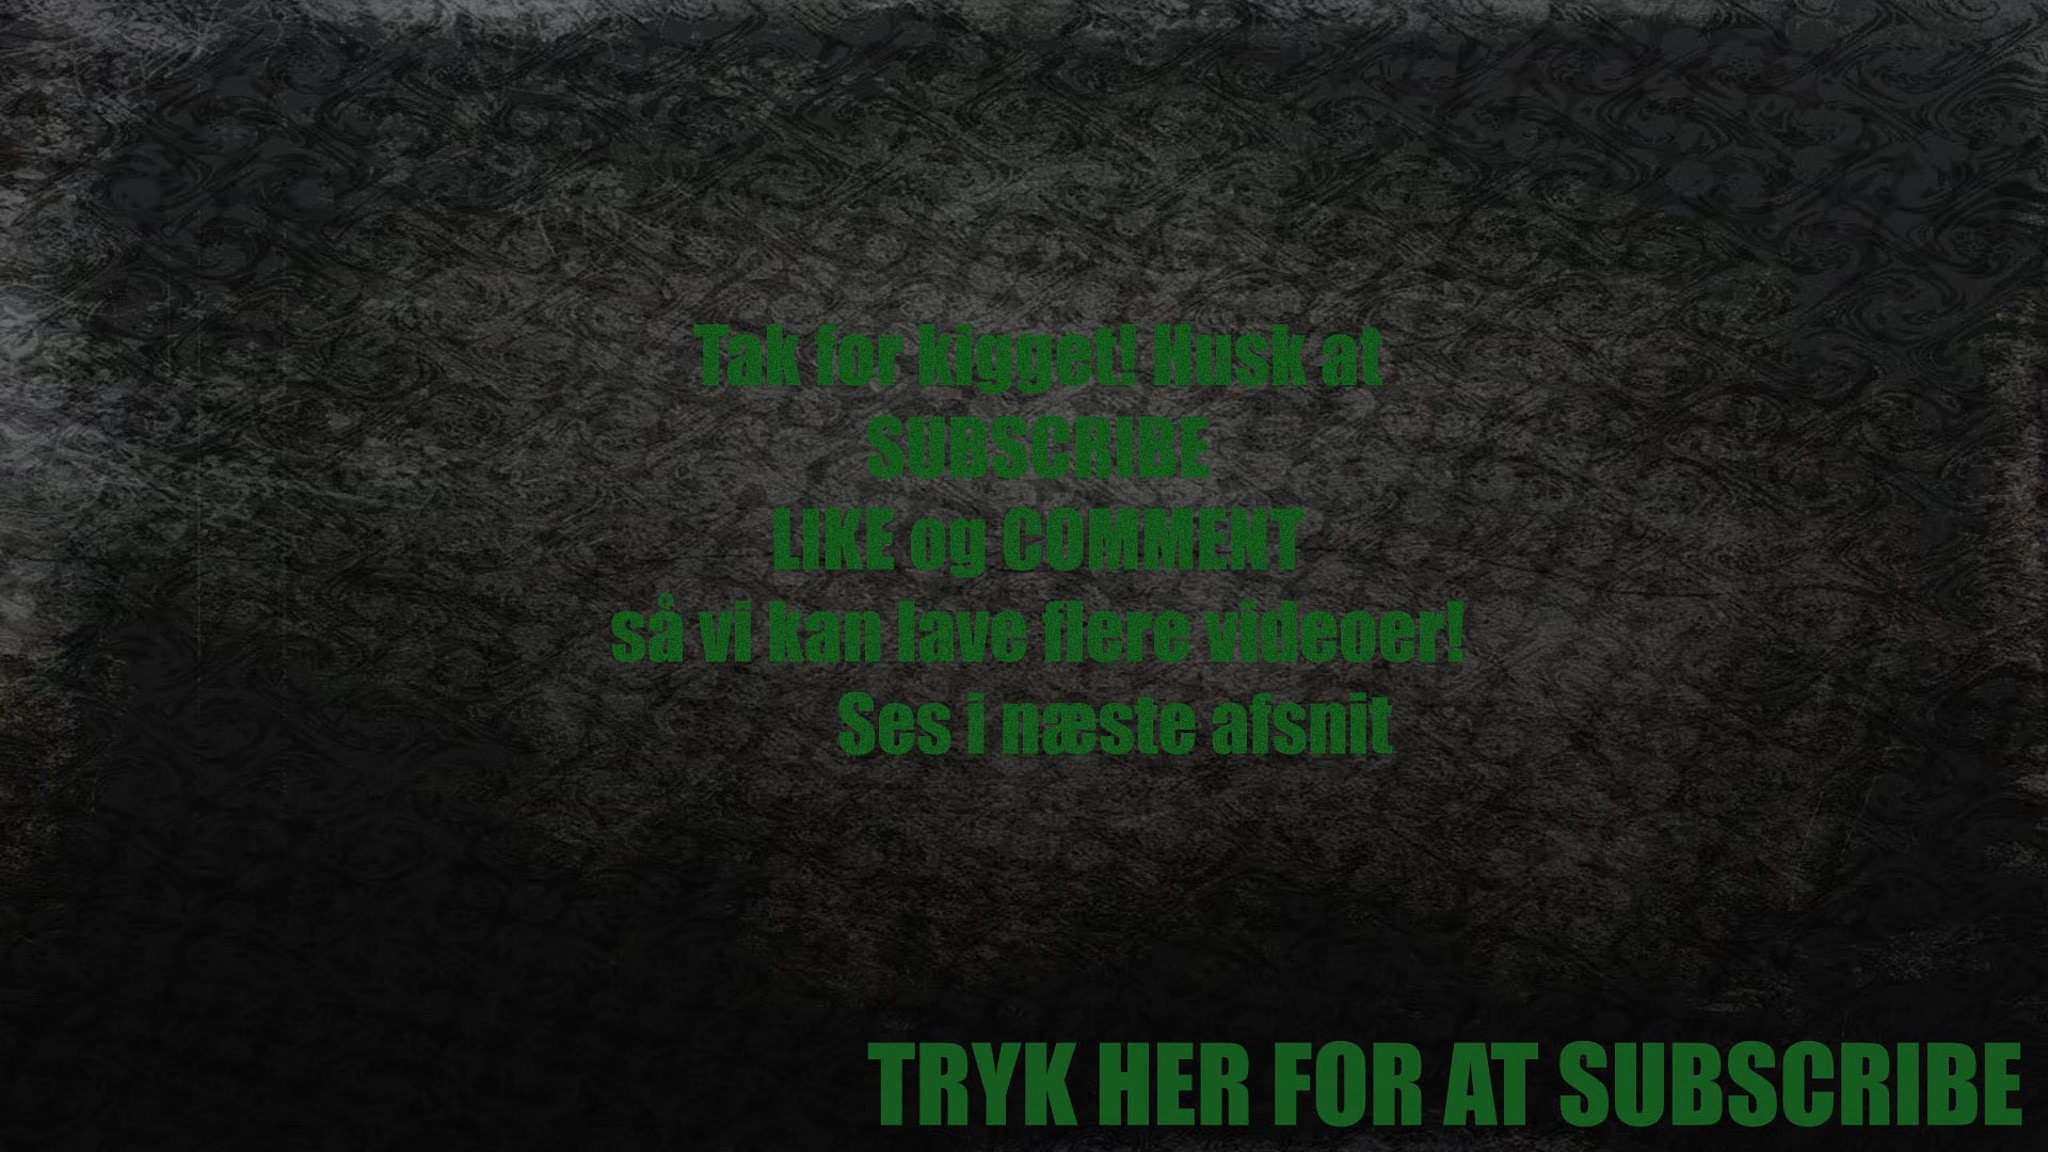 Tak for kigget! Husk at
SUBSCRIBE
LIKE og COMMENT
så vi kan lave flere videoer!
Ses i næste afsnit
TRYK HER FOR AT SUBSCRIBE